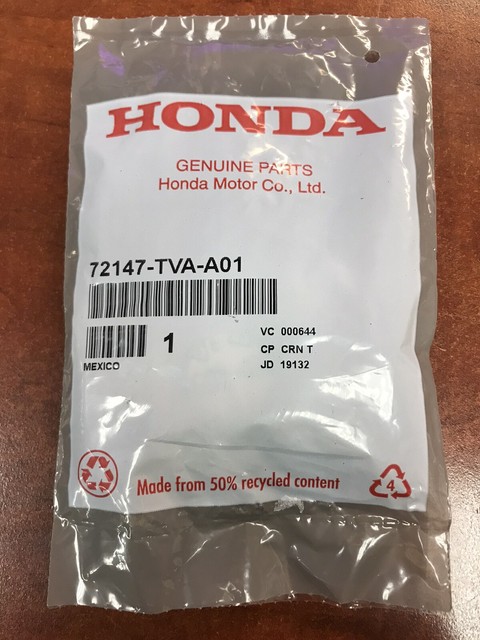 HONDA
GENUINE PARTS
Honda Motor Co., Ltd.
72147-TVA-A01
1
VC 000644
CP CRN T
JD 19132
MEXICO
Made from 50% recycled content
4